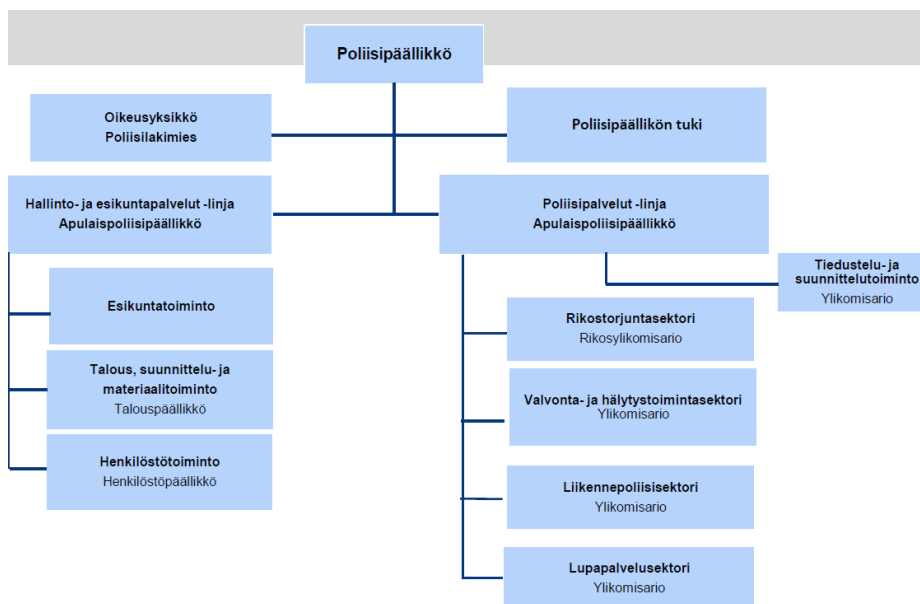 Poliisipäällikkö
Oikeusyksikkö
Poliisilakimies
Poliisipäällikön tuki
Hallinto- ja esikuntapalvelut -linja
Apulaispoliisipäällikkö
Poliisipalvelut -linja
Apulaispoliisipäällikkö
Tiedustelu- ja
suunnittelutoiminto
Ylikomisario
Esikuntatoiminto
Talous, suunnittelu- ja
materiaalitoiminto
Talouspäällikkö
Henkilöstötoiminto
Henkilöstöpäällikkö
Rikostorjuntasektori
Rikosylikomisario
Valvonta- ja hälytystoimintasektori
Ylikomisario
Liikennepoliisisektori
Ylikomisario
Lupapalvelusektori
Ylikomisario